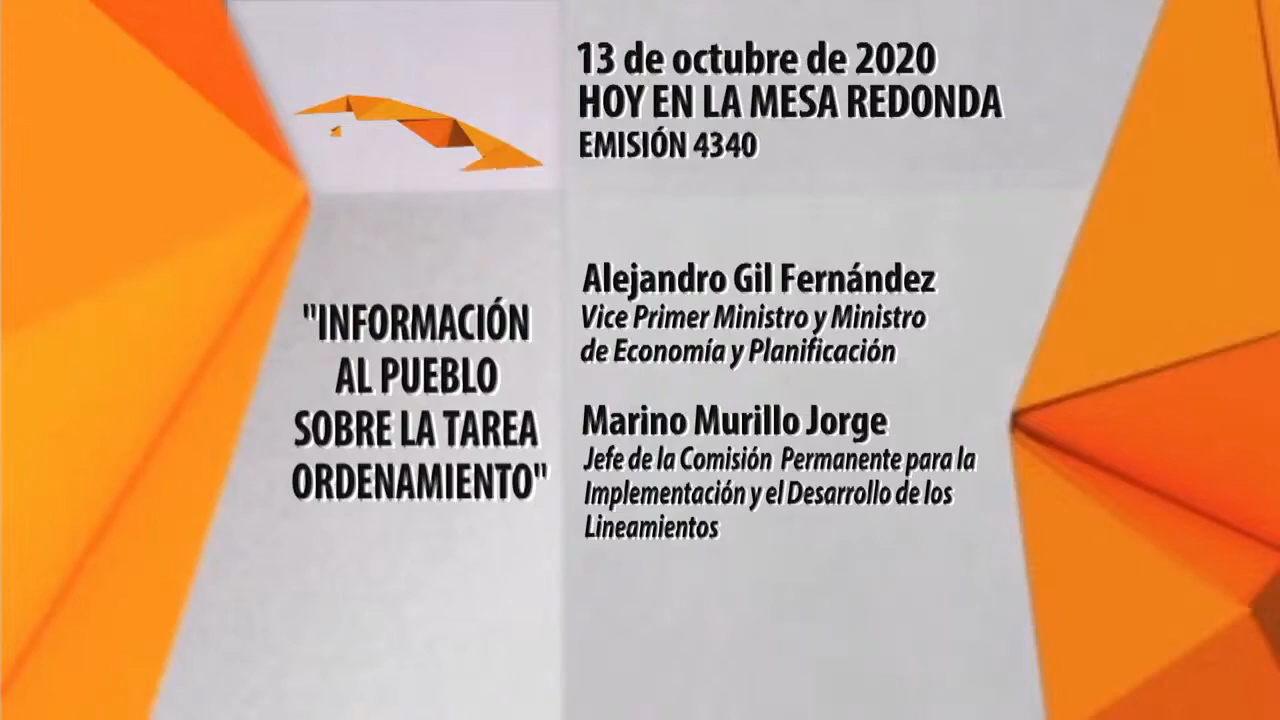 13 de octubre de 2020
HOY EN LA MESA REDONDA
EMISIÓN 4340
"INFORMACIÓN
AL PUEBLO
SOBRE LA TAREA
ORDENAMIENTO"
Alejandro Gil Fernández
Vice Primer Ministro y Ministro
de Economía y Planificación
Marino Murillo Jorge
Jefe de la Comisión Permanente para la
Implementación y el Desarrollo de los
Lineamientos